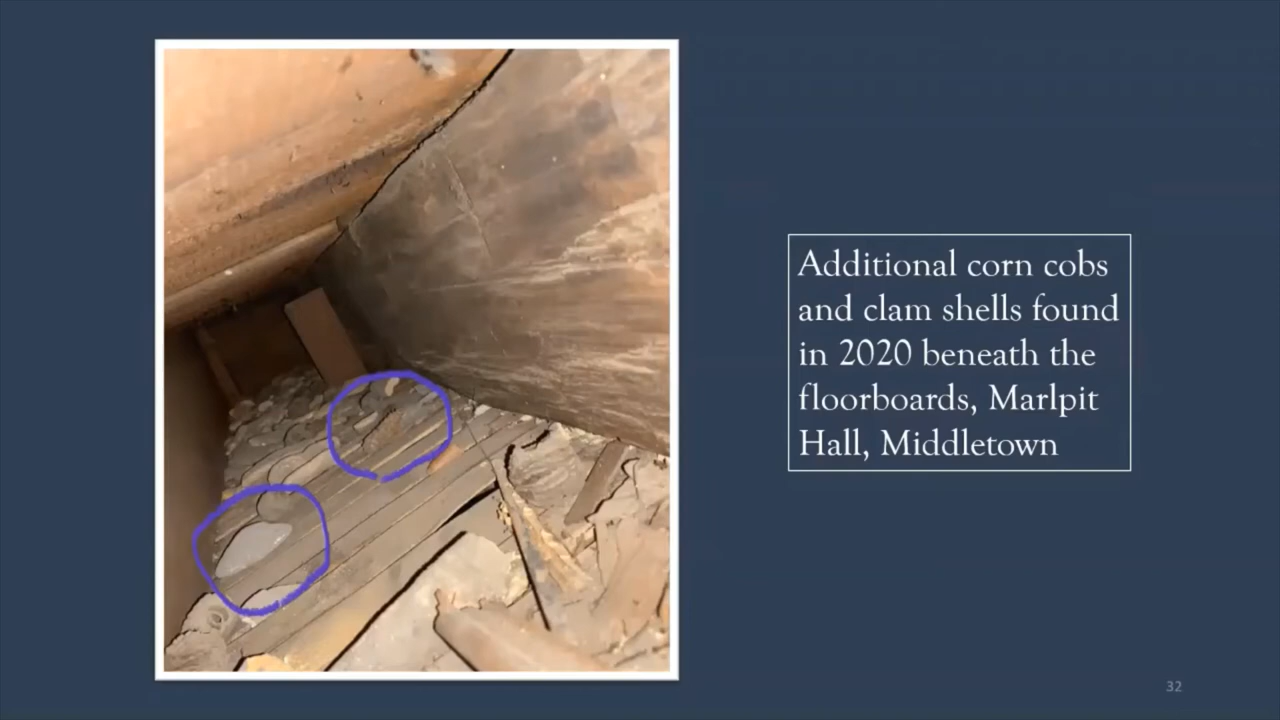 Additional corn cobs
and clam shells found
in 2020 beneath the
floorboards, Marlpit
Hall, Middletown
32